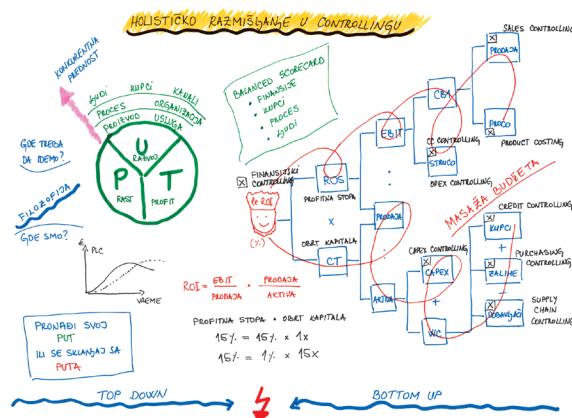 HOLISTIČKO RAZMIŠLJANJE U CONTROLLINGU
KONKURENTNA
PREDNOST
LJUDI KUPCI KANALI
PROCES ORGANIZACIJA
PROIZVOD USLUGA
U
RAZVOJ
P
RAST
T
PROFIT
GDE TREBA
DA IDEMO?
FILOZOFIJA
GDE SMO?
€
PLC
VREME
PRONAĐI SVOJ
PUT
ILI SE SKLANJAJ SA
PUTA
BALANCED SCORECARD
• FINANSIJE
• KUPCI
• PROCES
• LJUDI
X FINANSIJSKI
CONTROLLING
le ROI
(%)
ROS
PROFITNA STOPA
X
OBRT KAPITALA
CT
EBIT
PRODAJA
AKTIVA
X
CC CONTROLLING
X
OPEX CONTROLLING
SALES CONTROLLING
X
PRODAJA
X
PRODUCT COSTING
MASAŽA BUDŽETA
CAPEX CONTROLLING
X
CAPEX
+
WC
CREDIT CONTROLLING
X
KUPCI
+
PURCHASING
CONTROLLING
X
ZALIHE
−
SUPPLY
CHAIN
CONTROLLING
X
DOBAVLJAČI
ROI = EBIT / PRODAJA · PRODAJA / AKTIVA
PROFITNA STOPA · OBRT KAPITALA
15% = 15% x 1x
15% = 1% x 15x
TOP DOWN
BOTTOM UP